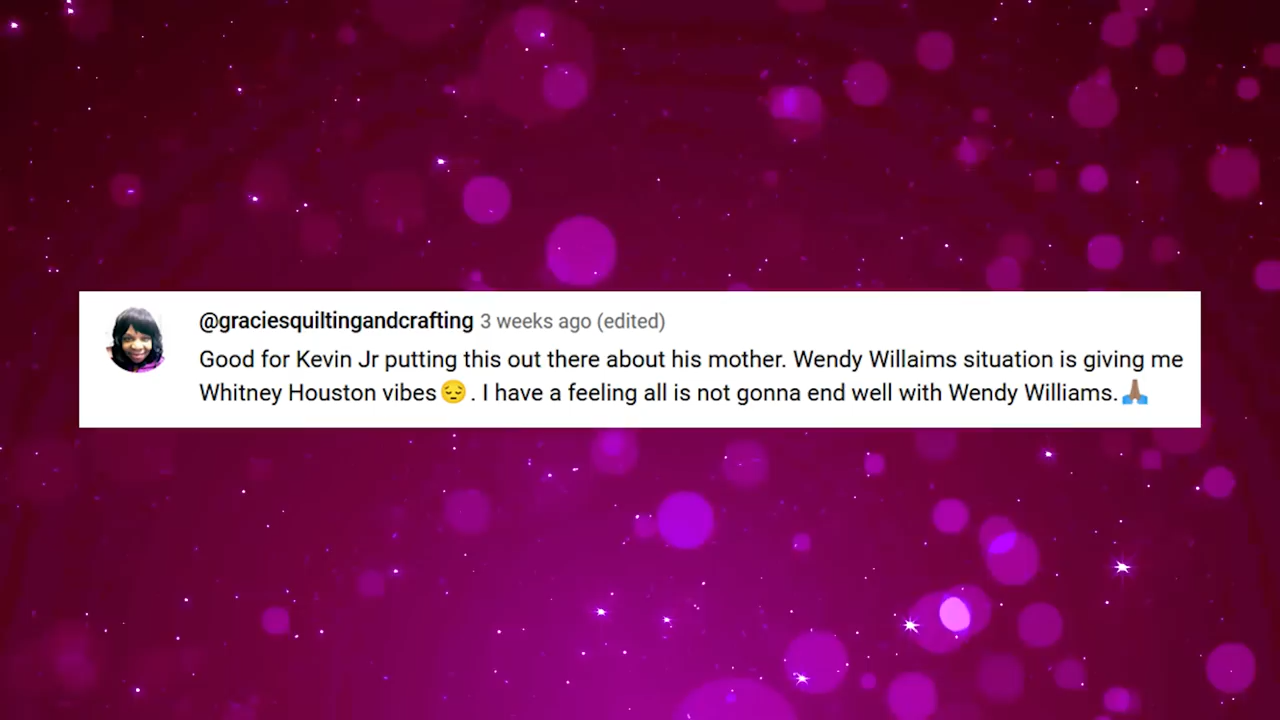 @graciesquiltingandcrafting 3 weeks ago (edited)
Good for Kevin Jr putting this out there about his mother. Wendy Willaims situation is giving me
Whitney Houston vibes😔. I have a feeling all is not gonna end well with Wendy Williams.🙏🏽